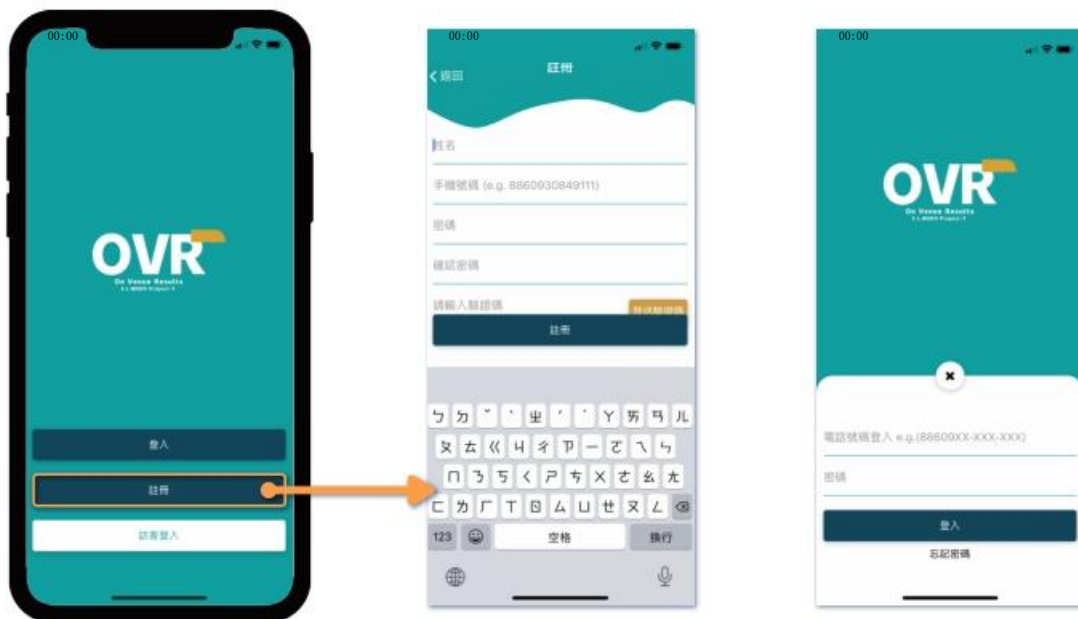 00:00
OVR
On Venue Results
登入
註冊
訪客登入
00:00
返回
註冊
姓名
手機號碼 (e.g. 8860930849111)
密碼
確認密碼
請輸入驗證碼
註冊
ㄅ ㄉ ˇ ˋ ㄓ ˊ ˙ ㄚ ㄞ ㄢ ㄦ
ㄆ ㄊ ㄍ ㄐ ㄔ ㄗ ㄧ ㄛ ㄟ ㄣ
ㄇ ㄋ ㄎ ㄑ ㄕ ㄘ ㄨ ㄜ ㄠ ㄤ
ㄈ ㄌ ㄏ ㄒ ㄖ ㄙ ㄩ ㄝ ㄡ ㄥ
123 空格 換行
00:00
OVR
On Venue Results
電話號碼登入 e.g.(88609XX-XXX-XXX)
密碼
登入
忘記密碼